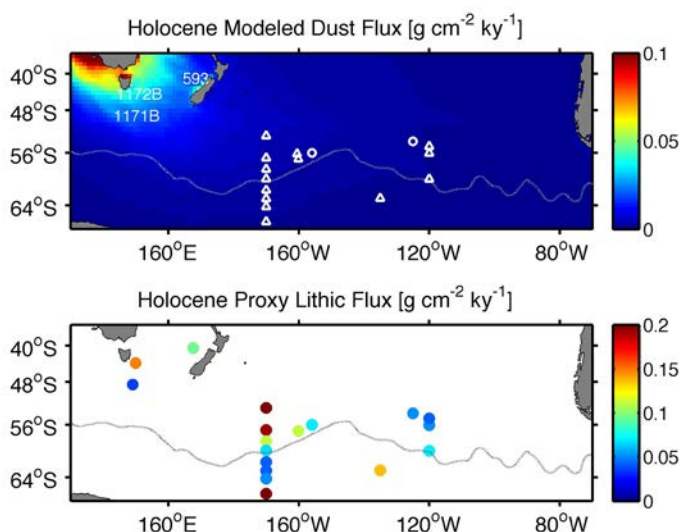 Holocene Modeled Dust Flux [g cm⁻² ky⁻¹]
40°S
48°S
56°S
64°S
593
1172B
1171B
160°E
160°W
120°W
80°W
0.1
0.05
0
Holocene Proxy Lithic Flux [g cm⁻² ky⁻¹]
40°S
48°S
56°S
64°S
160°E
160°W
120°W
80°W
0.2
0.15
0.1
0.05
0